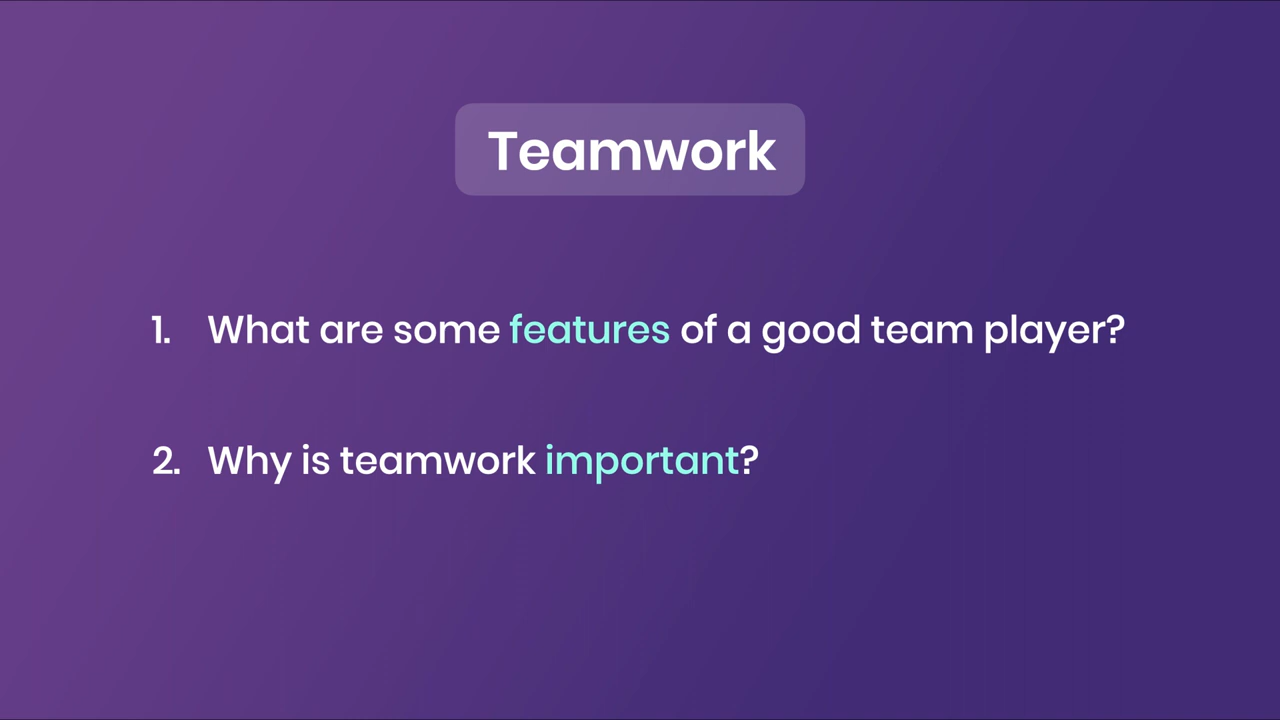 Teamwork
1. What are some features of a good team player?
2. Why is teamwork important?